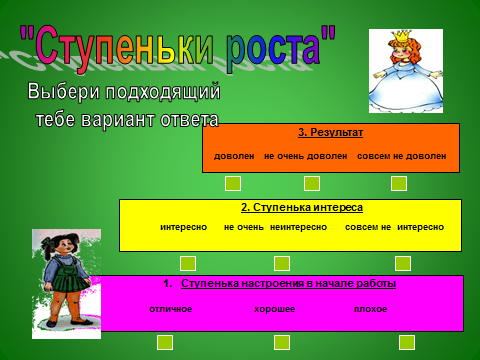 "Ступеньки роста"
Выбери подходящий
тебе вариант ответа
3. Результат
доволен не очень доволен совсем не доволен
2. Ступенька интереса
интересно не очень неинтересно совсем не интересно
1. Ступенька настроения в начале работы
отличное хорошее плохое